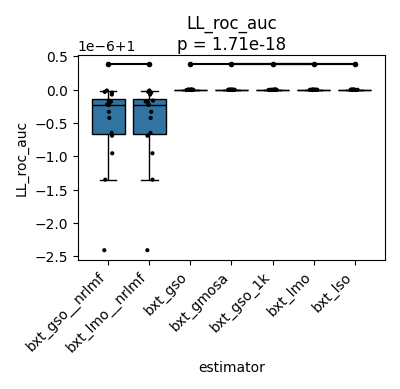 LL_roc_auc
p = 1.71e-18
1e−6+1
0.5
0.0
−0.5
−1.0
−1.5
−2.0
−2.5
LL_roc_auc
bxt_gso__nrlmf
bxt_lmo__nrlmf
bxt_gso
bxt_gmosa
bxt_gso_1k
bxt_lmo
bxt_lso
estimator